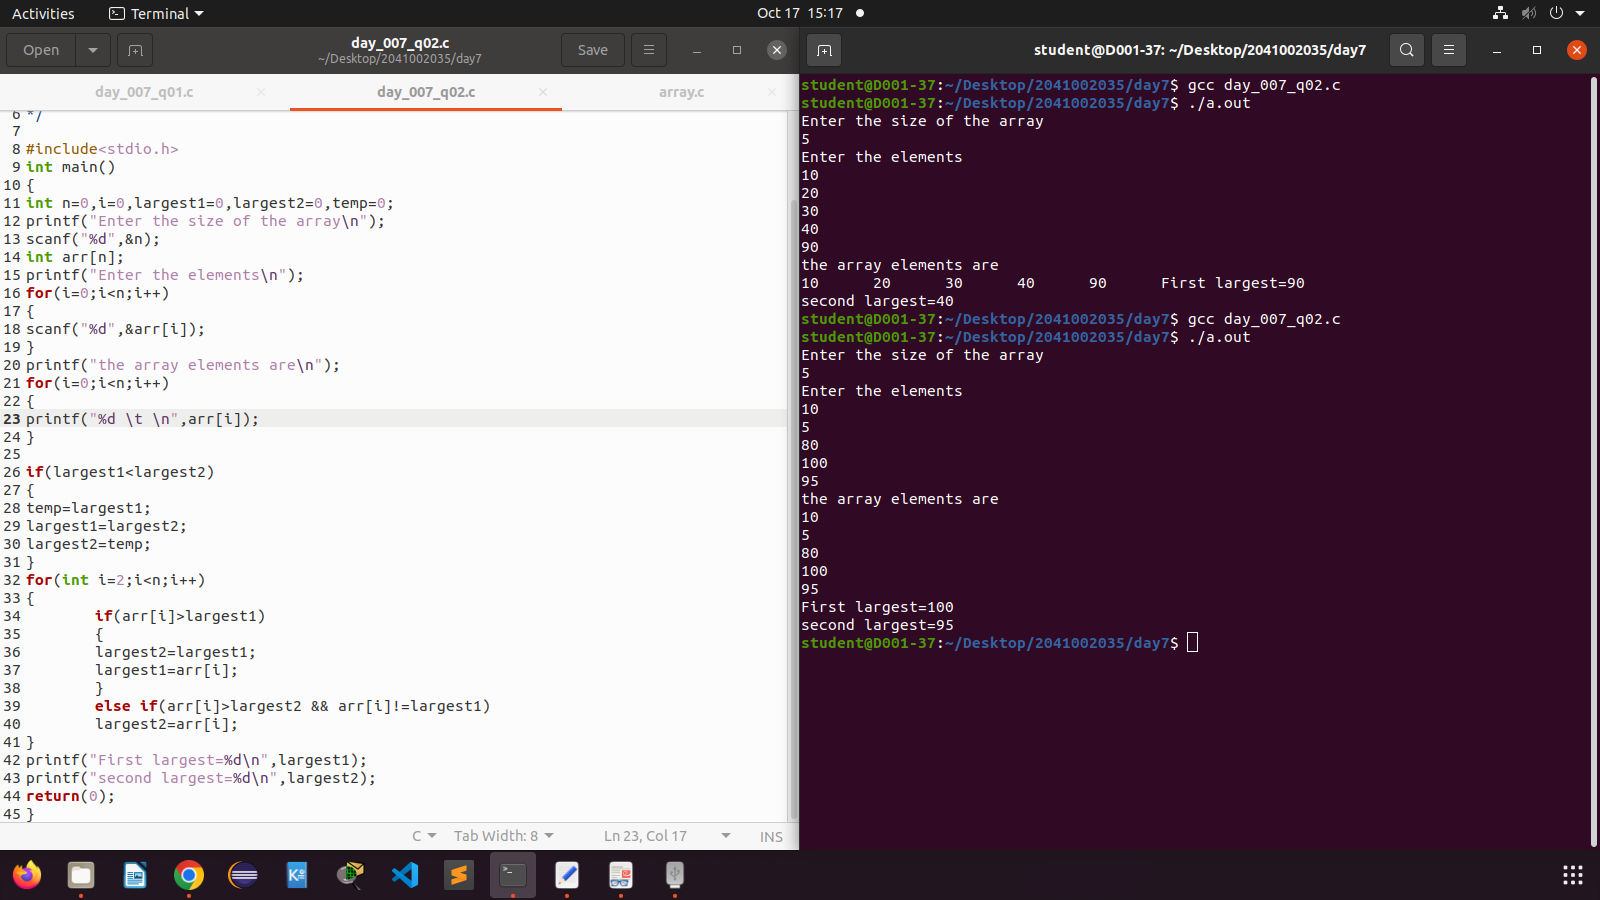 Activities
Terminal
Oct 17 15:17
Open
day_007_q02.c
~/Desktop/2041002035/day7
Save
student@D001-37: ~/Desktop/2041002035/day7
day_007_q01.c
day_007_q02.c
array.c
6 */
7
8 #include<stdio.h>
9 int main()
10 {
11 int n=0,i=0,largest1=0,largest2=0,temp=0;
12 printf("Enter the size of the array\n");
13 scanf("%d",&n);
14 int arr[n];
15 printf("Enter the elements\n");
16 for(i=0;i<n;i++)
17 {
18 scanf("%d",&arr[i]);
19 }
20 printf("the array elements are\n");
21 for(i=0;i<n;i++)
22 {
23 printf("%d \t \n",arr[i]);
24 }
25
26 if(largest1<largest2)
27 {
28 temp=largest1;
29 largest1=largest2;
30 largest2=temp;
31 }
32 for(int i=2;i<n;i++)
33 {
34         if(arr[i]>largest1)
35         {
36         largest2=largest1;
37         largest1=arr[i];
38         }
39         else if(arr[i]>largest2 && arr[i]!=largest1)
40         largest2=arr[i];
41 }
42 printf("First largest=%d\n",largest1);
43 printf("second largest=%d\n",largest2);
44 return(0);
45 }
C
Tab Width: 8
Ln 23, Col 17
INS
student@D001-37:~/Desktop/2041002035/day7$ gcc day_007_q02.c
student@D001-37:~/Desktop/2041002035/day7$ ./a.out
Enter the size of the array
5
Enter the elements
10
20
30
40
90
the array elements are
10      20      30      40      90      First largest=90
second largest=40
student@D001-37:~/Desktop/2041002035/day7$ gcc day_007_q02.c
student@D001-37:~/Desktop/2041002035/day7$ ./a.out
Enter the size of the array
5
Enter the elements
10
5
80
100
95
the array elements are
10
5
80
100
95
First largest=100
second largest=95
student@D001-37:~/Desktop/2041002035/day7$